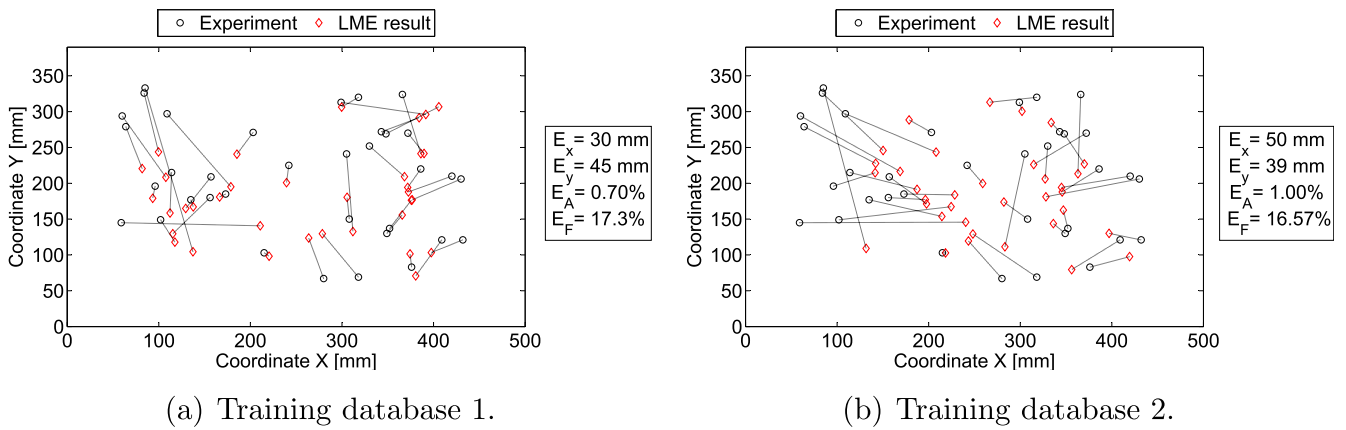 Experiment LME result
Coordinate Y [mm]
350
300
250
200
150
100
50
0
0 100 200 300 400 500
Coordinate X [mm]
E_x = 30 mm
E_y = 45 mm
E_A = 0.70%
E_F = 17.3%
(a) Training database 1.
Experiment LME result
Coordinate Y [mm]
350
300
250
200
150
100
50
0
0 100 200 300 400 500
Coordinate X [mm]
E_x = 50 mm
E_y = 39 mm
E_A = 1.00%
E_F = 16.57%
(b) Training database 2.